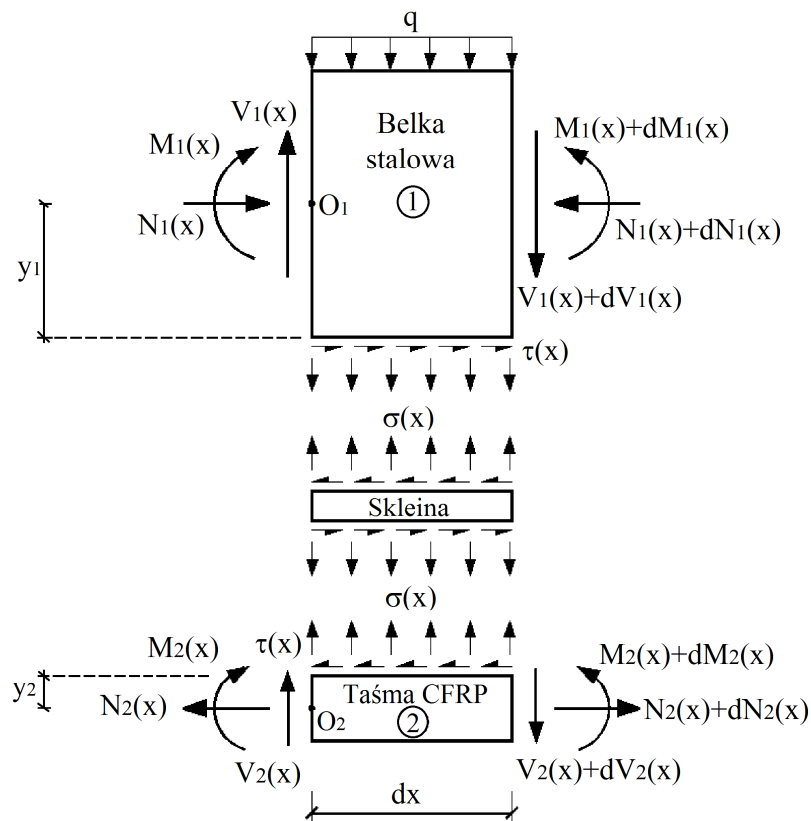 q
V1(x)
M1(x)
Belka
stalowa
1
M1(x)+dM1(x)
O1
N1(x)
N1(x)+dN1(x)
y1
V1(x)+dV1(x)
τ(x)
σ(x)
Skleina
σ(x)
τ(x)
M2(x)
M2(x)+dM2(x)
y2
Taśma CFRP
N2(x)
N2(x)+dN2(x)
O2
2
V2(x)
V2(x)+dV2(x)
dx